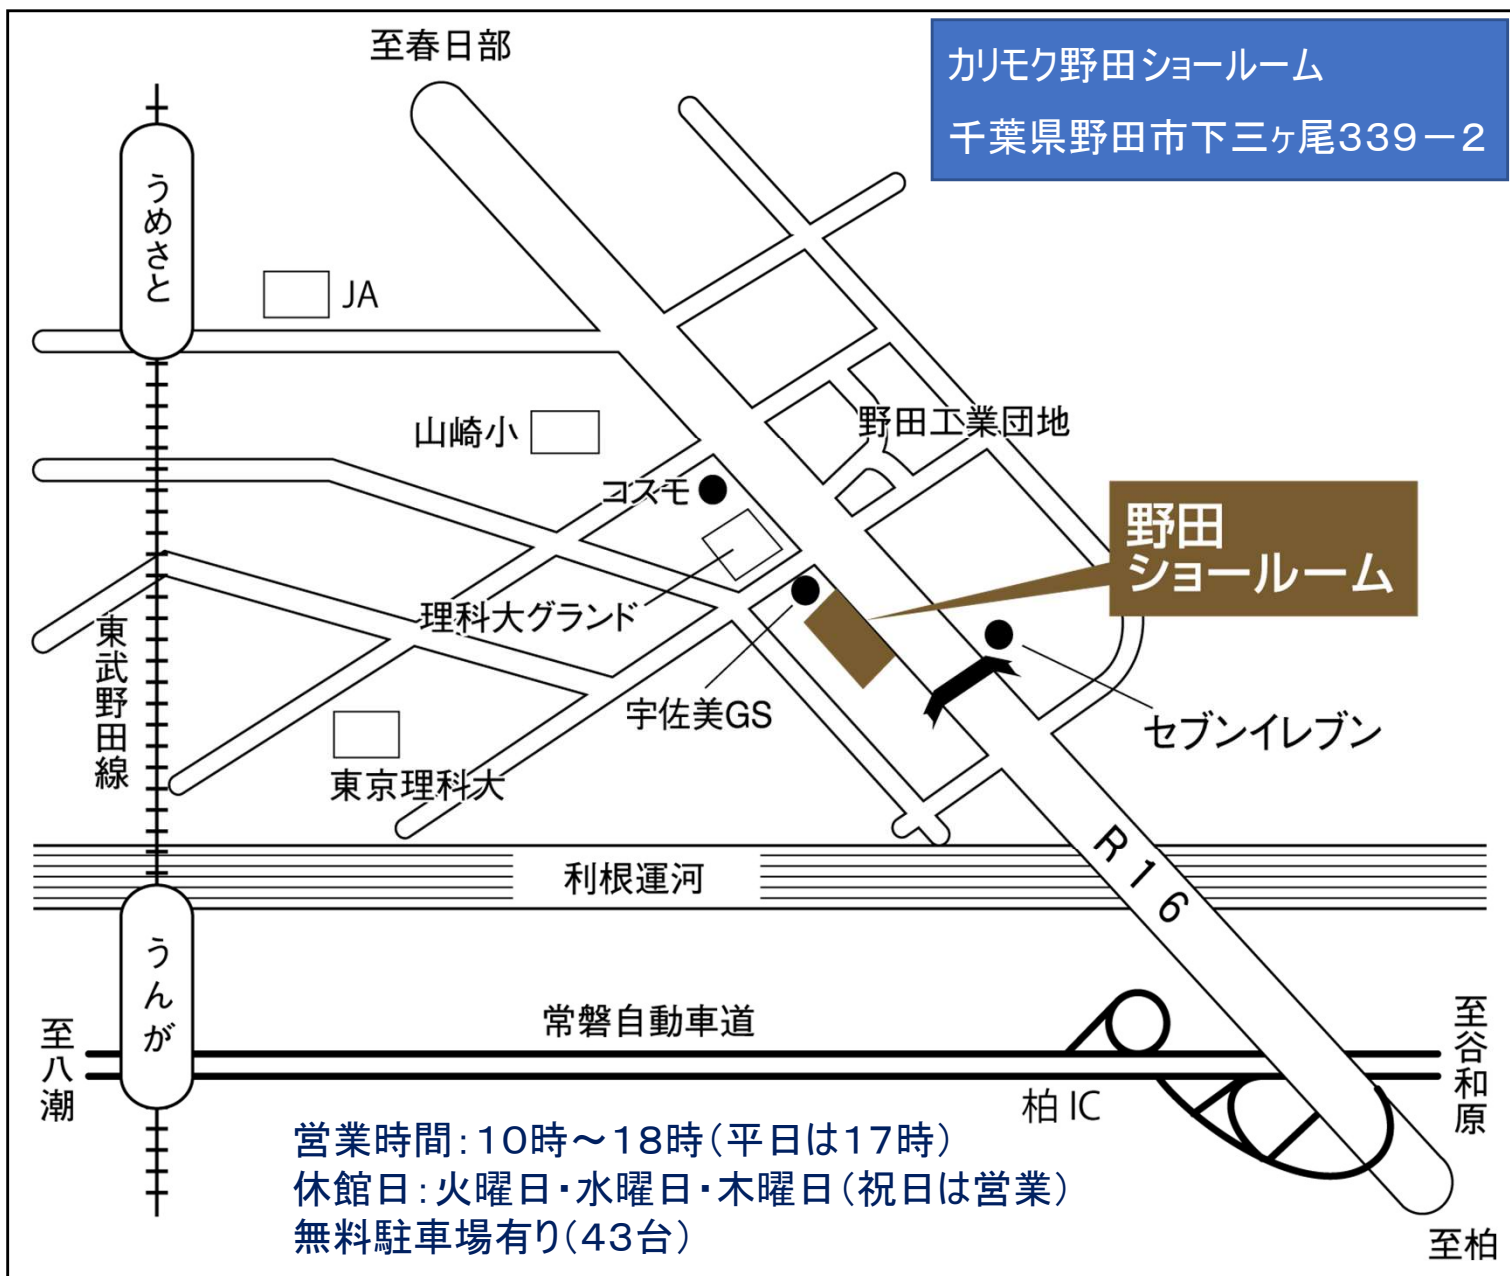 至春日部
カリモク野田ショールーム
千葉県野田市下三ヶ尾339－2
うめさと
JA
山崎小
野田工業団地
コスモ
野田
ショールーム
理科大グランド
東武野田線
宇佐美GS
セブンイレブン
東京理科大
R16
利根運河
うんが
常磐自動車道
至八潮
至谷和原
柏 IC
営業時間：10時～18時（平日は17時）
休館日：火曜日・水曜日・木曜日（祝日は営業）
無料駐車場有り（43台）
至柏